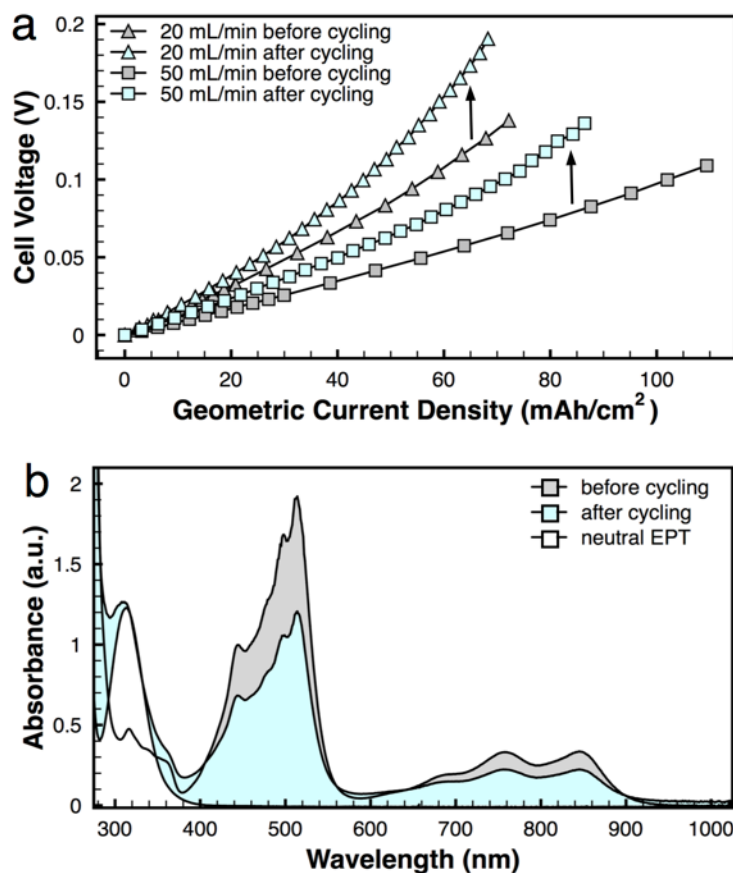 a
20 mL/min before cycling
20 mL/min after cycling
50 mL/min before cycling
50 mL/min after cycling
0.2
0.15
0.1
0.05
0
Cell Voltage (V)
0 20 40 60 80 100
Geometric Current Density (mAh/cm²)
b
before cycling
after cycling
neutral EPT
2
1.5
1
0.5
0
Absorbance (a.u.)
300 400 500 600 700 800 900 1000
Wavelength (nm)